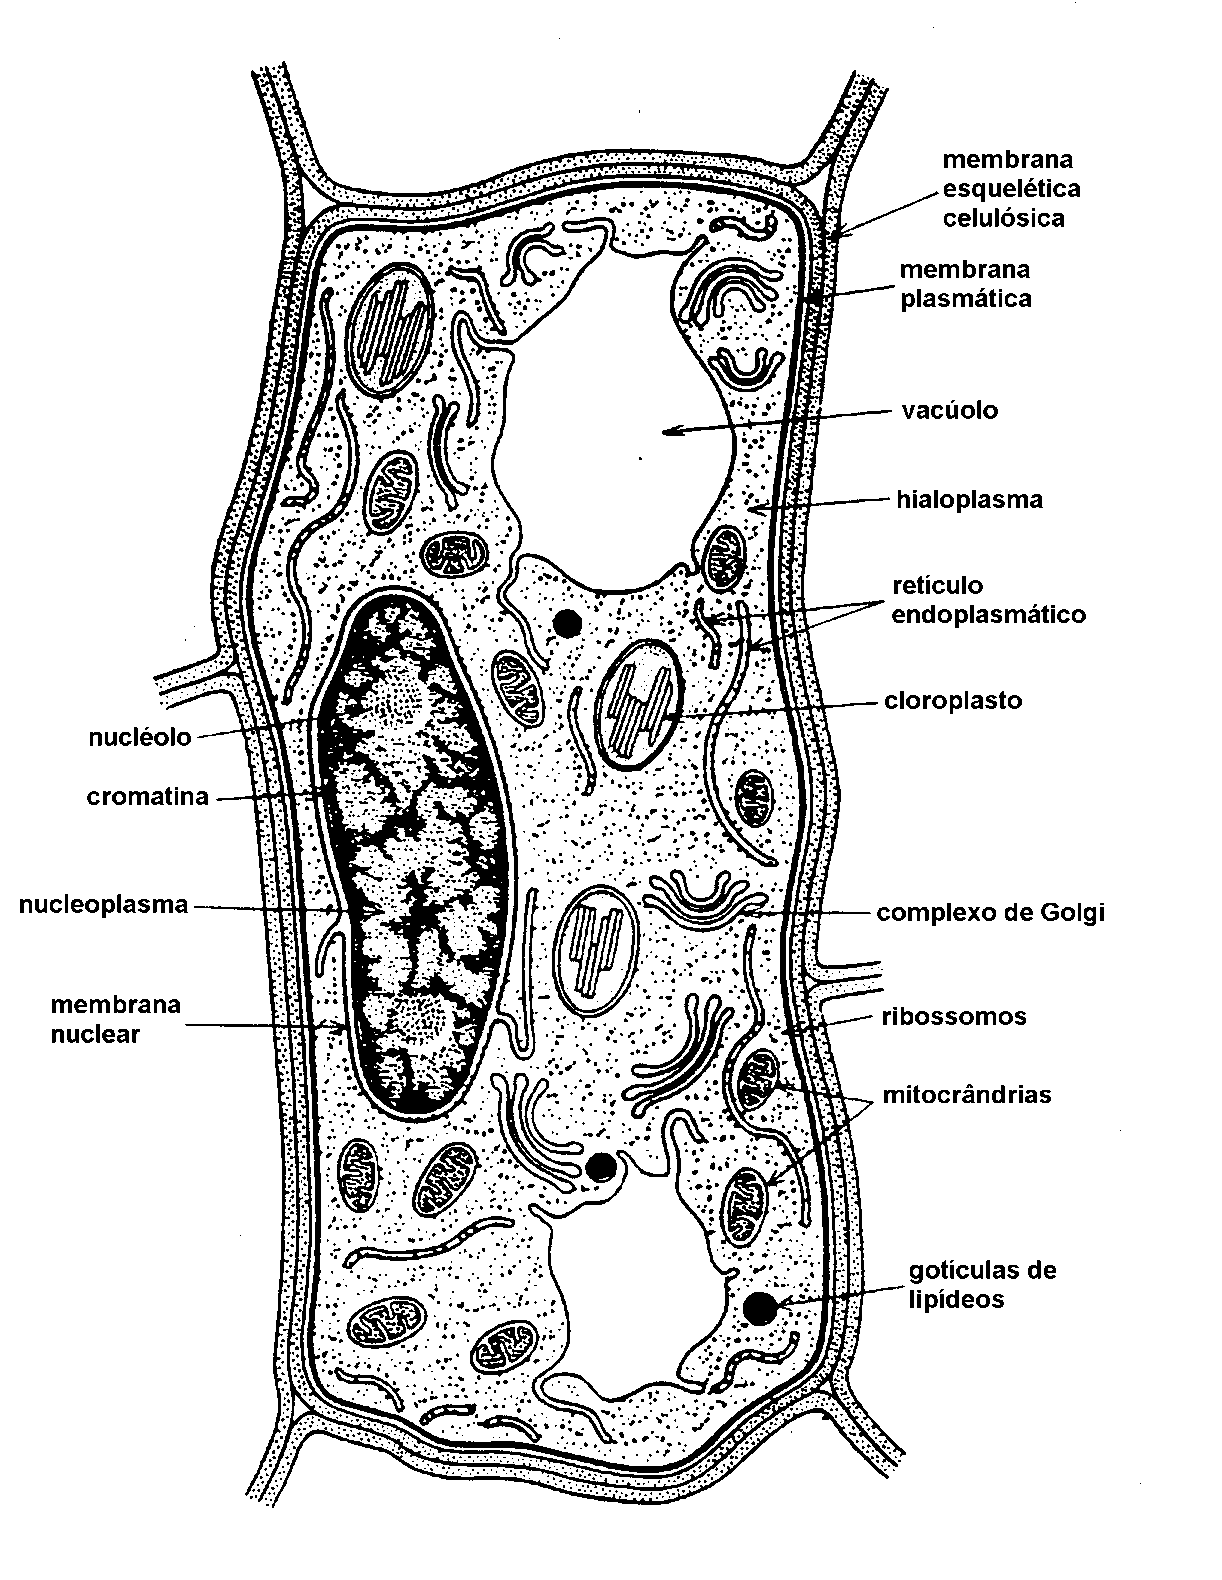 membrana
esquelética
celulósica
membrana
plasmática
vacúolo
hialoplasma
retículo
endoplasmático
cloroplasto
nucléolo
cromatina
nucleoplasma
complexo de Golgi
membrana
nuclear
ribossomos
mitocrândrias
gotículas de
lipídeos